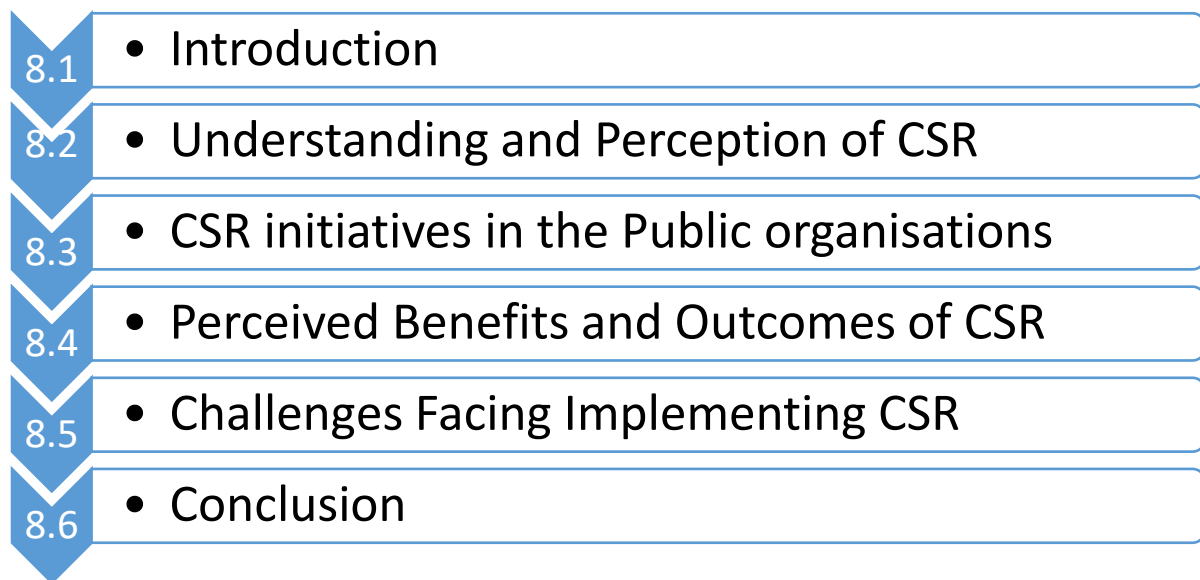 8.1 • Introduction
8.2 • Understanding and Perception of CSR
8.3 • CSR initiatives in the Public organisations
8.4 • Perceived Benefits and Outcomes of CSR
8.5 • Challenges Facing Implementing CSR
8.6 • Conclusion